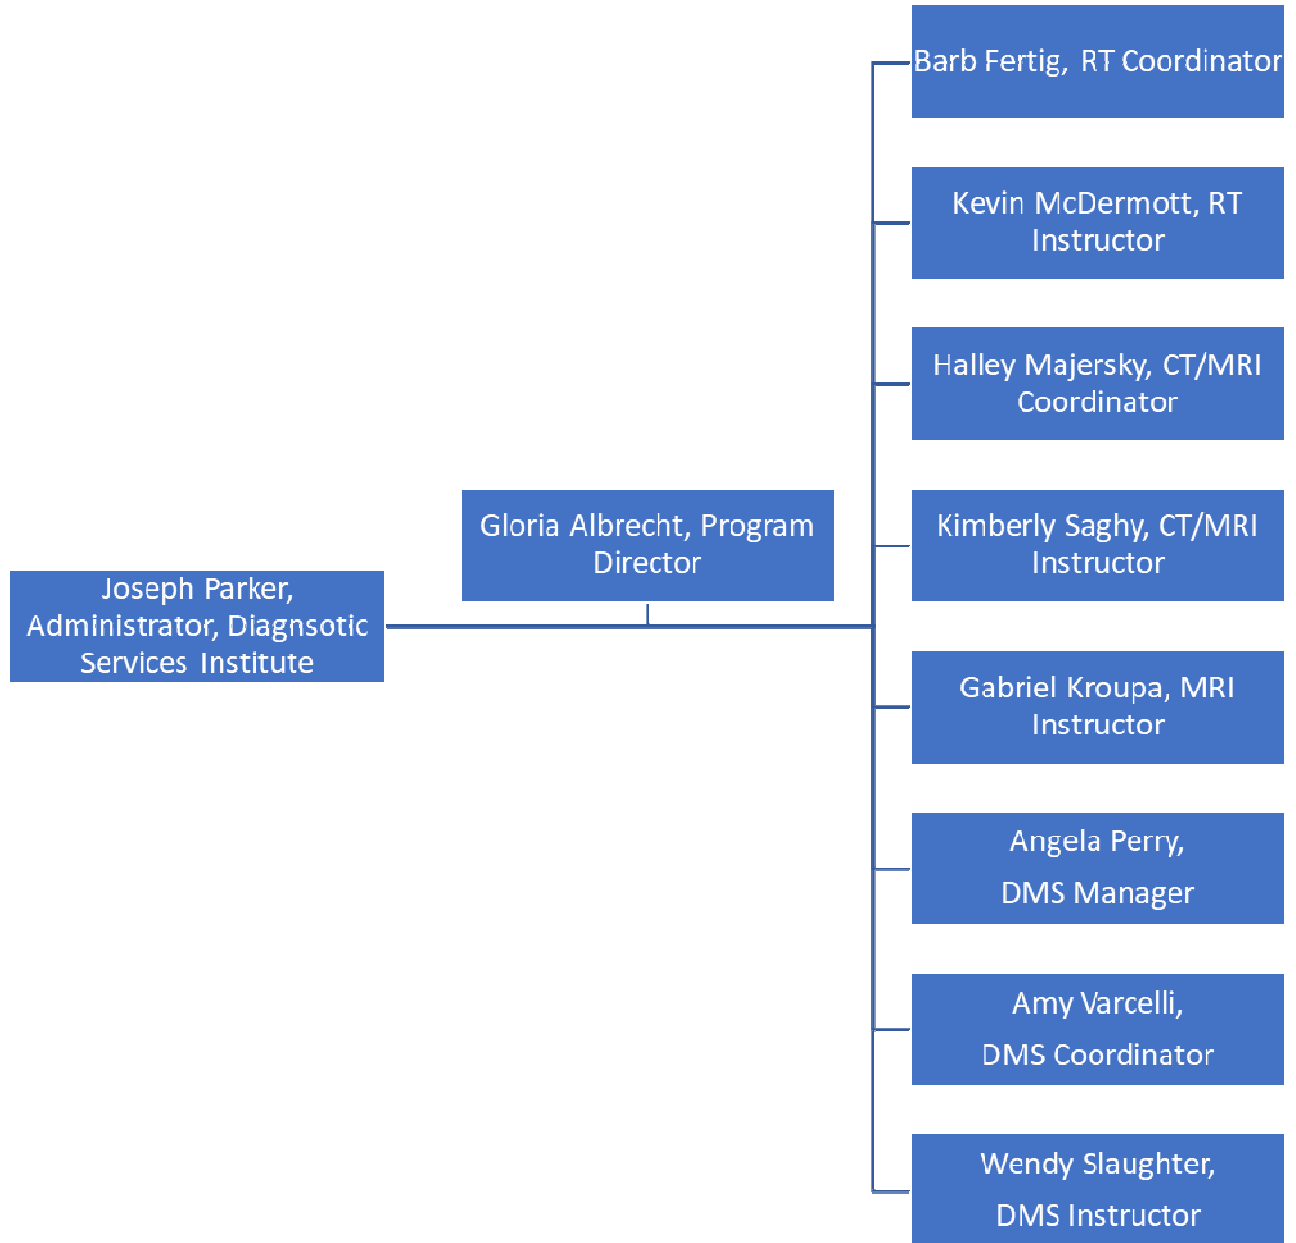 Barb Fertig, RT Coordinator
Kevin McDermott, RT
Instructor
Halley Majersky, CT/MRI
Coordinator
Gloria Albrecht, Program
Director
Kimberly Saghy, CT/MRI
Instructor
Joseph Parker,
Administrator, Diagnsotic
Services Institute
Gabriel Kroupa, MRI
Instructor
Angela Perry,
DMS Manager
Amy Varcelli,
DMS Coordinator
Wendy Slaughter,
DMS Instructor